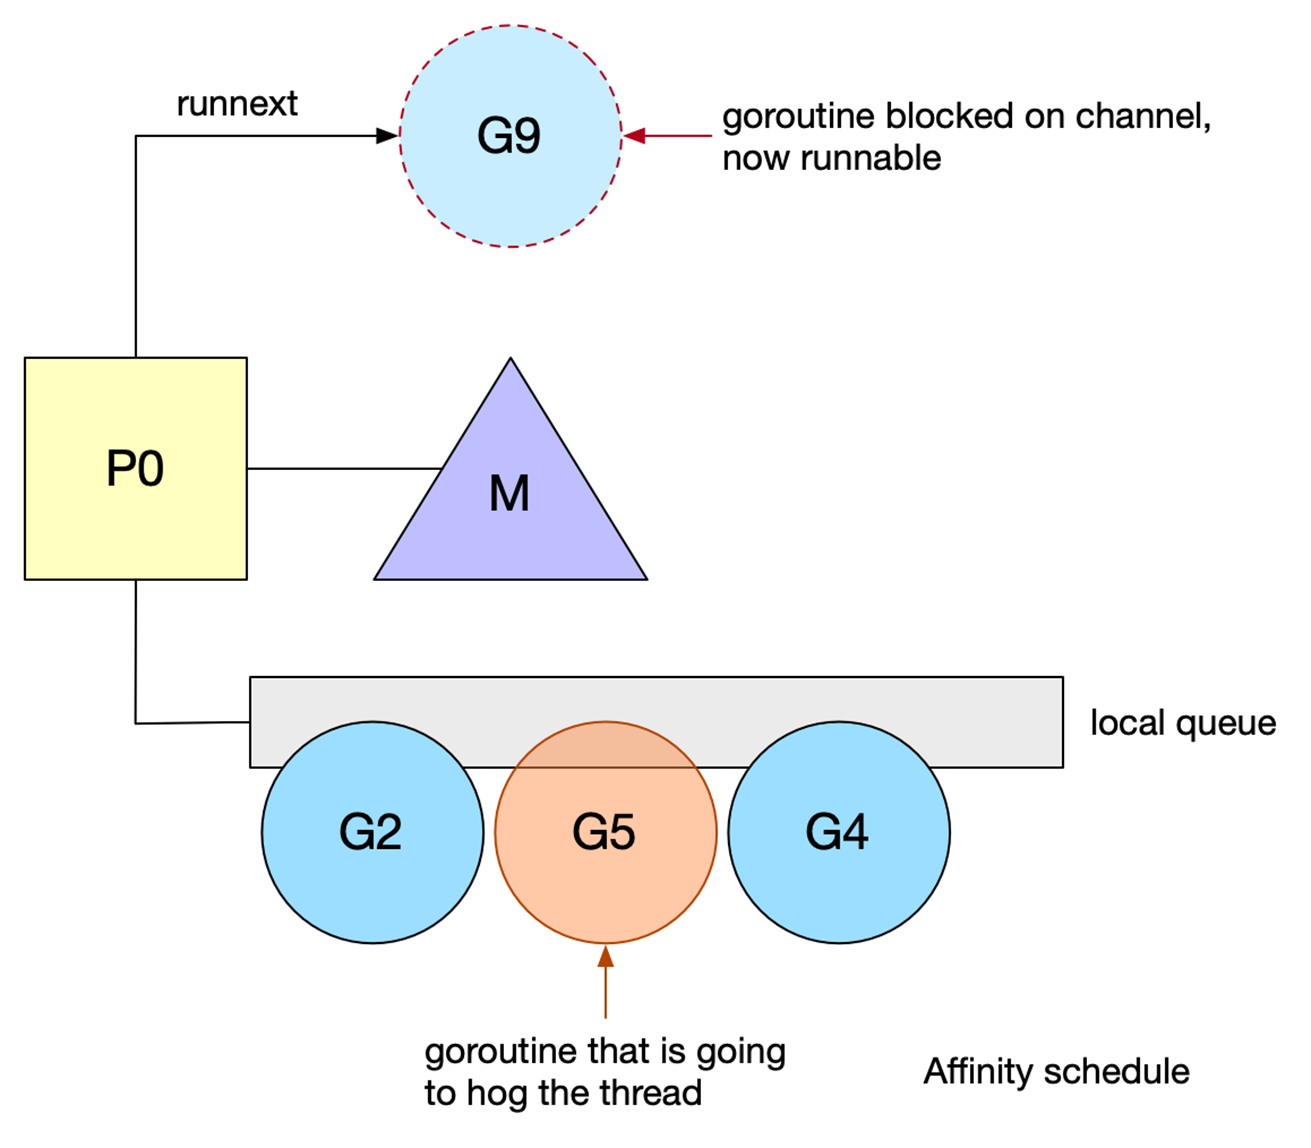 runnext
G9
goroutine blocked on channel,
now runnable
P0
M
local queue
G2
G5
G4
goroutine that is going
to hog the thread
Affinity schedule